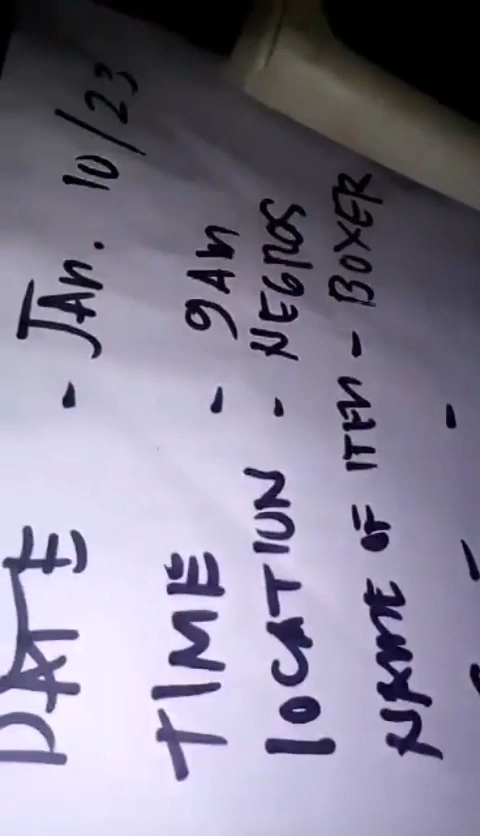 DATE - JAN. 10/23
TIME - 9AM
LOCATION - NEGROS
NAME OF ITEM - BOXER